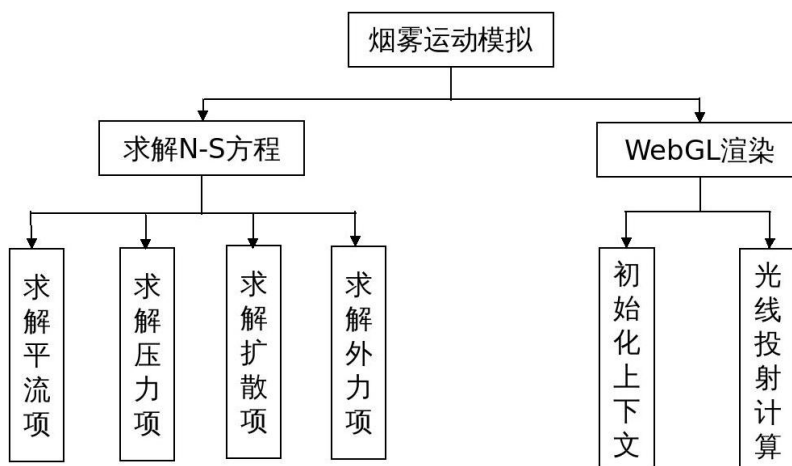 烟雾运动模拟
求解N-S方程
WebGL渲染
求解平流项
求解压力项
求解扩散项
求解外力项
初始化上下文
光线投射计算